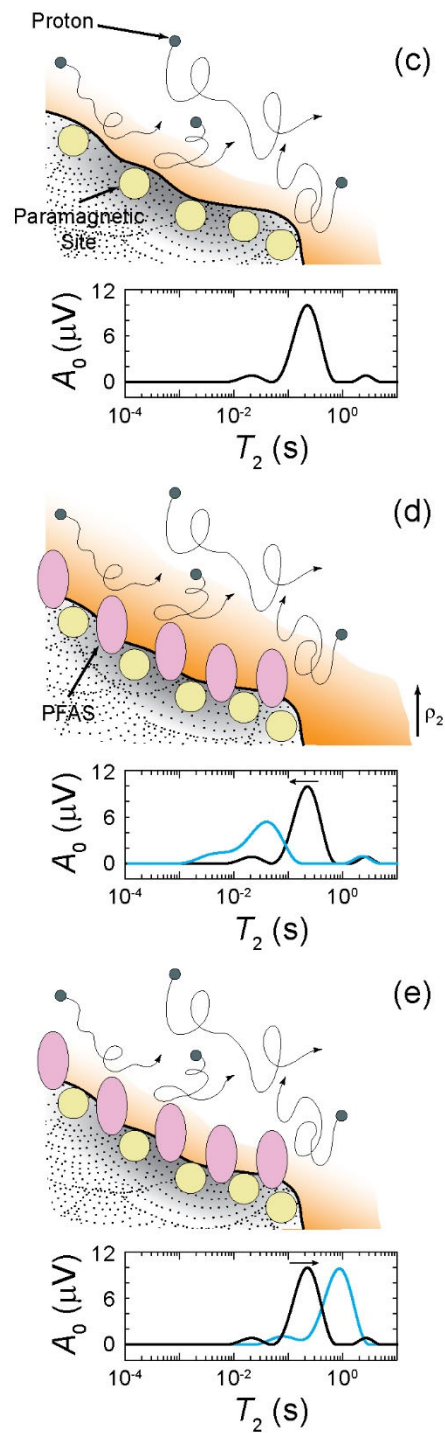 Proton
(c)
Paramagnetic
Site
12
6
0
A₀ (μV)
10⁻⁴
10⁻²
10⁰
T₂ (s)
(d)
PFAS
ρ₂
12
6
0
A₀ (μV)
10⁻⁴
10⁻²
10⁰
T₂ (s)
(e)
12
6
0
A₀ (μV)
10⁻⁴
10⁻²
10⁰
T₂ (s)